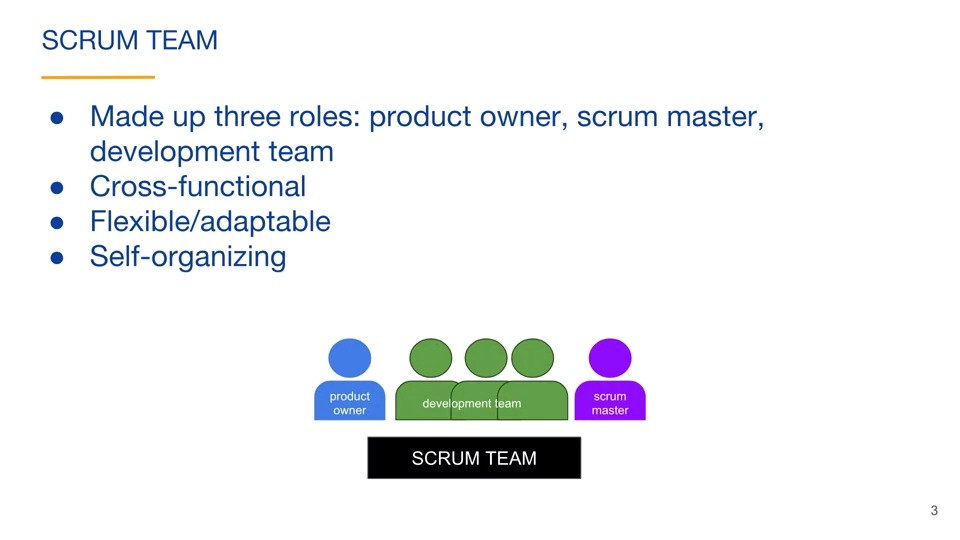 SCRUM TEAM
● Made up three roles: product owner, scrum master,
development team
● Cross-functional
● Flexible/adaptable
● Self-organizing
product
owner
development team
scrum
master
SCRUM TEAM
3